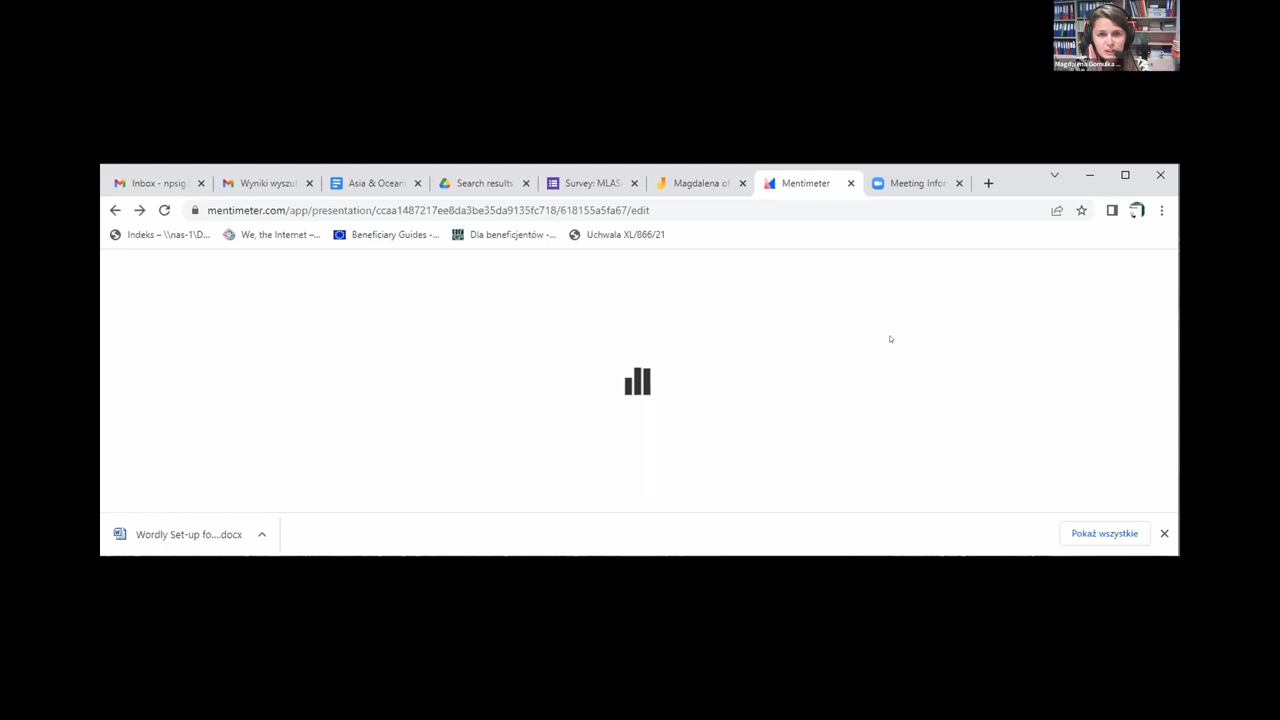 Magdalena Gomułka ...
Inbox - npsig
Wyniki wyszu
Asia & Ocean
Search results
Survey: MLAS
Magdalena of
Mentimeter
Meeting Infor
mentimeter.com/app/presentation/ccaa1487217ee8da3be35da9135fc718/618155a5fa67/edit
Indeks – \\nas-1\D...
We, the Internet –...
Beneficiary Guides -...
Dla beneficjentów -...
Uchwala XL/866/21
Wordly Set-up fo....docx
Pokaż wszystkie